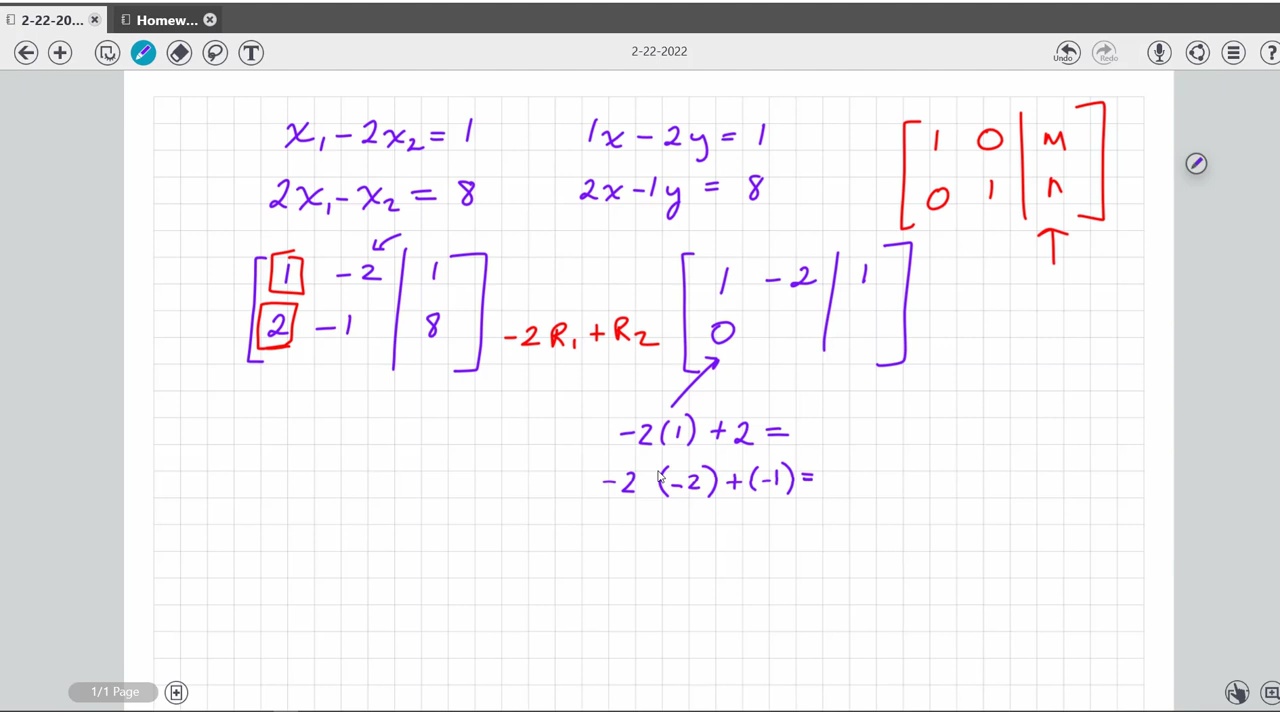 2-22-20...
Homew...
T
2-22-2022
Undo
Redo
?
x₁ - 2x₂ = 1
1x - 2y = 1
2x₁ - x₂ = 8
2x - 1y = 8
1 0 | m
0 1 | n
1 -2 | 1
2 -1 | 8
-2R₁ + R₂
1 -2 | 1
0
-2(1) + 2 =
-2 (-2) + (-1) =
1/1 Page